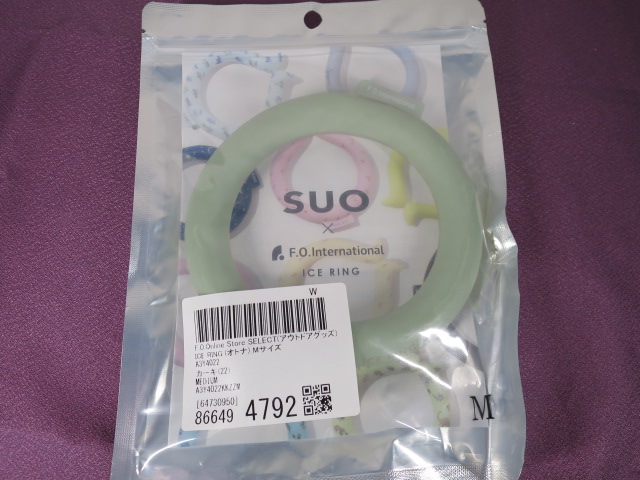 SUO
×
F.O.International
ICE RING
W
F.O.Online Store SELECT(アウトドアグッズ)
ICE RING (オトナ) Mサイズ
A3Y4022
カーキ(22)
MEDIUM
A3Y4022KKZZM
[64730950]
86649 4792
M